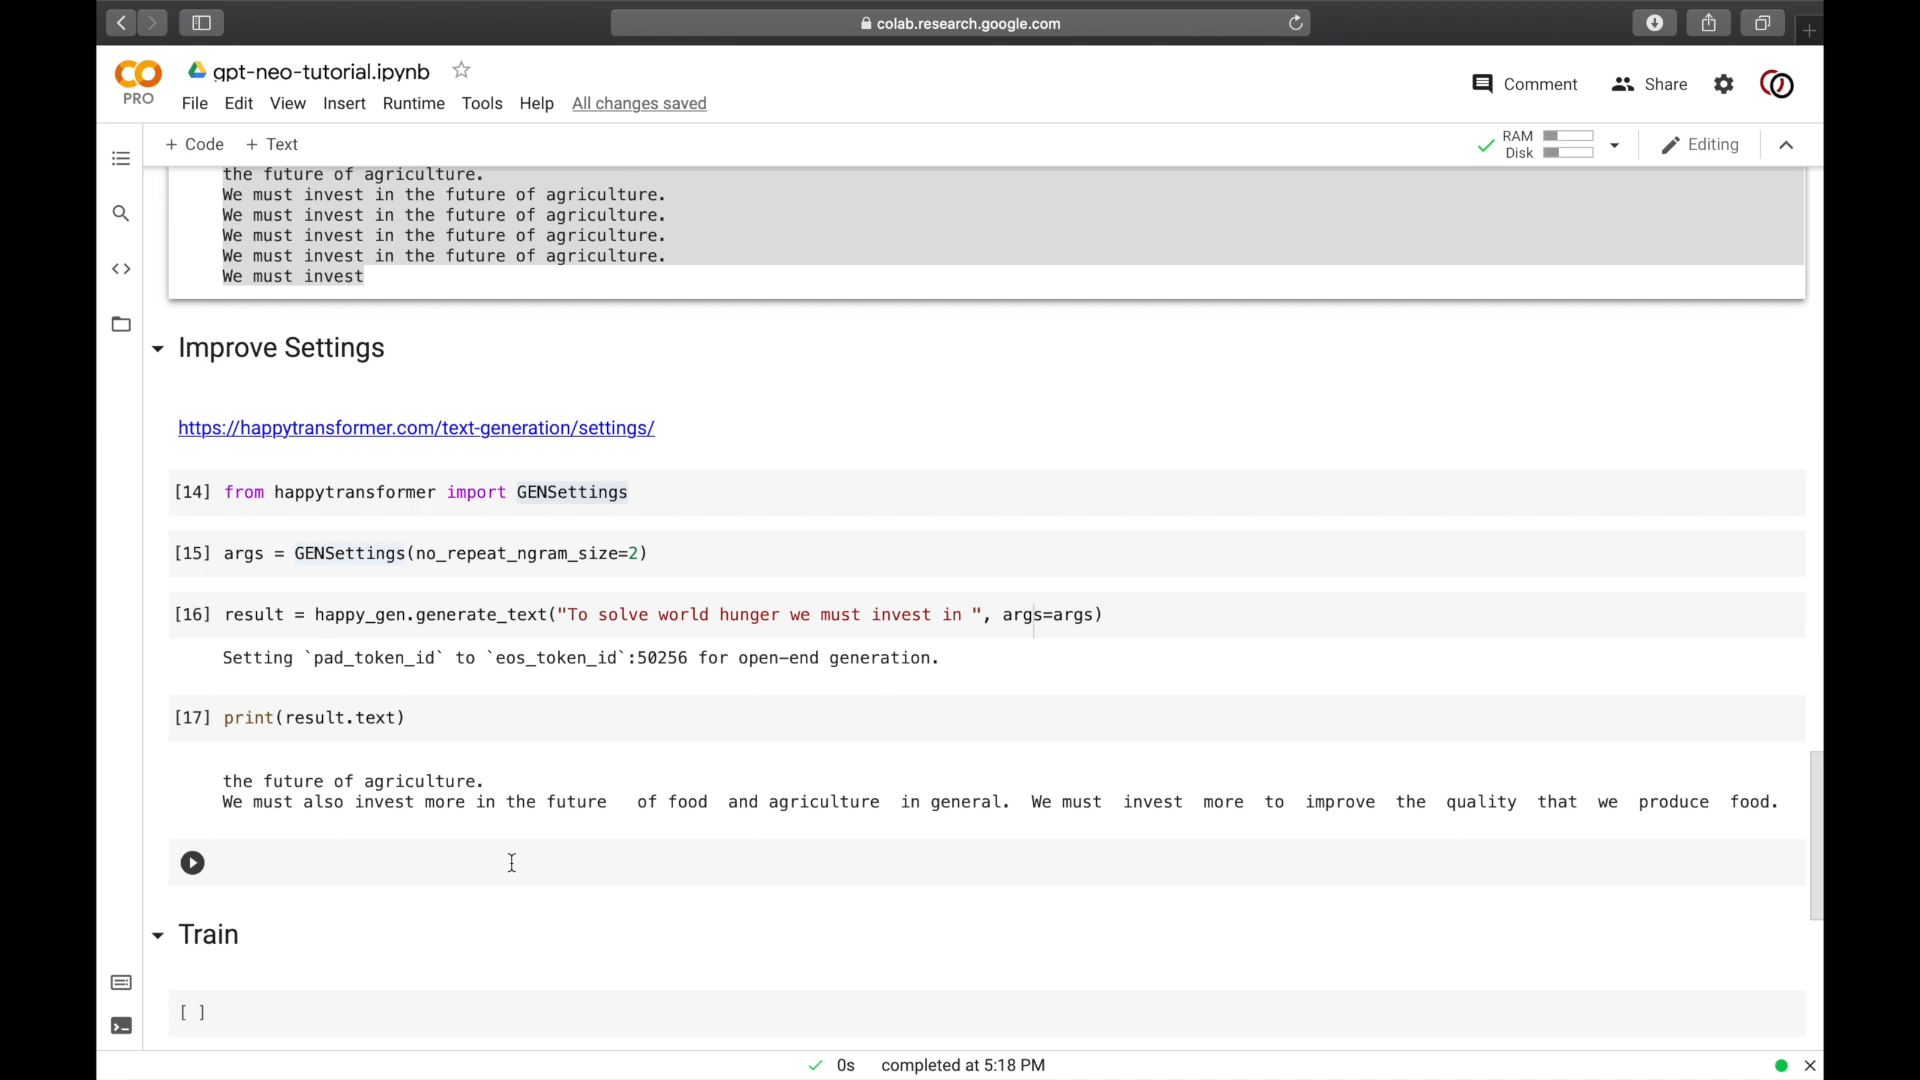 colab.research.google.com
gpt-neo-tutorial.ipynb
PRO
File Edit View Insert Runtime Tools Help All changes saved
Comment Share
+ Code + Text
RAM
Disk
Editing
the future of agriculture.
We must invest in the future of agriculture.
We must invest in the future of agriculture.
We must invest in the future of agriculture.
We must invest in the future of agriculture.
We must invest
Improve Settings
https://happytransformer.com/text-generation/settings/
[14] from happytransformer import GENSettings
[15] args = GENSettings(no_repeat_ngram_size=2)
[16] result = happy_gen.generate_text("To solve world hunger we must invest in ", args=args)
Setting `pad_token_id` to `eos_token_id`:50256 for open-end generation.
[17] print(result.text)
the future of agriculture.
We must also invest more in the future of food and agriculture in general. We must invest more to improve the quality that we produce food.
Train
[ ]
0s completed at 5:18 PM